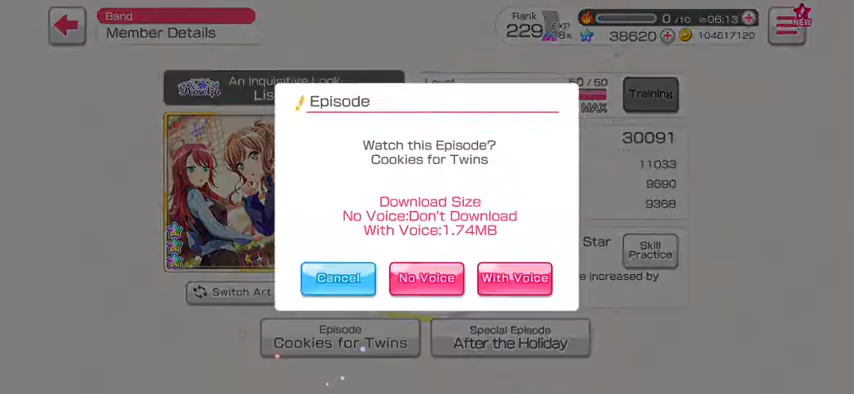 Band
Member Details
Rank
229
EXP
0 /10
06:13
38620
104617120
NEW
An Inquisitive Look
Roselia
Lis
50 / 50
MAX
Training
30091
11033
9690
9368
Star
Skill
Practice
increased by
Switch Art
Episode
Watch this Episode?
Cookies for Twins
Download Size
No Voice:Don't Download
With Voice:1.74MB
Cancel
No Voice
With Voice
Episode
Cookies for Twins
Special Episode
After the Holiday